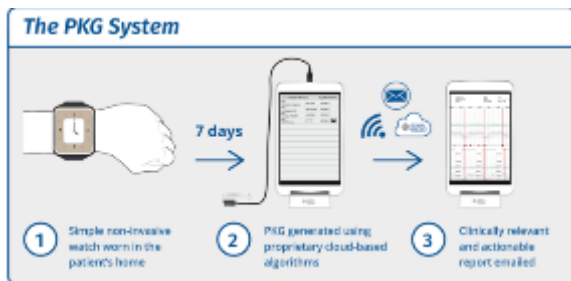 The PKG System
7 days
1
Simple non-invasive
watch worn in the
patient's home
2
PKG generated using
proprietary cloud-based
algorithms
3
Clinically relevant
and actionable
report emailed